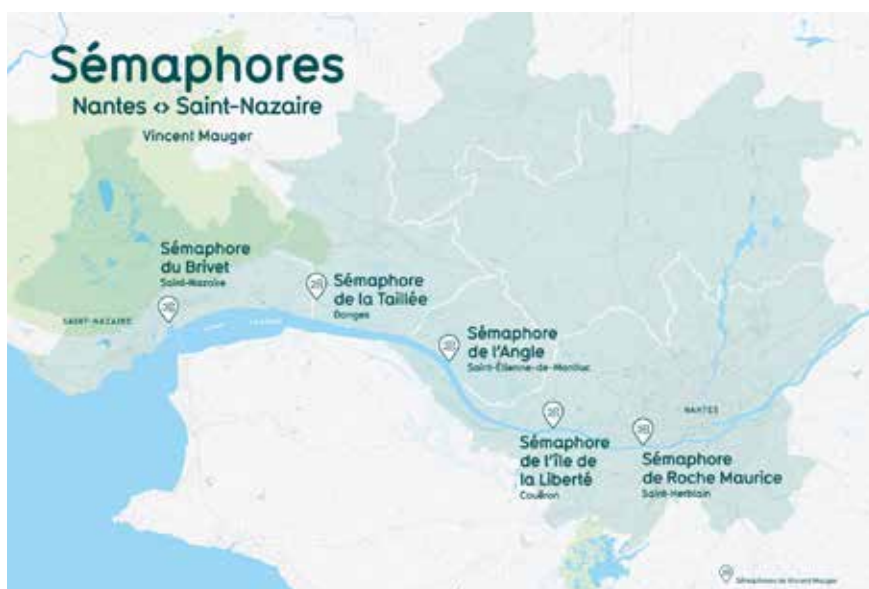 Sémaphores
Nantes <> Saint-Nazaire
Vincent Mauger
Sémaphore
du Brivet
Saint-Nazaire
Sémaphore
de la Taillée
Donges
SAINT-NAZAIRE
Sémaphore
de l'Angle
Saint-Étienne-de-Montluc
NANTES
Sémaphore
de l'île de
la Liberté
Couëron
Sémaphore
de Roche Maurice
Saint-Herblain
Sémaphores de Vincent Mauger